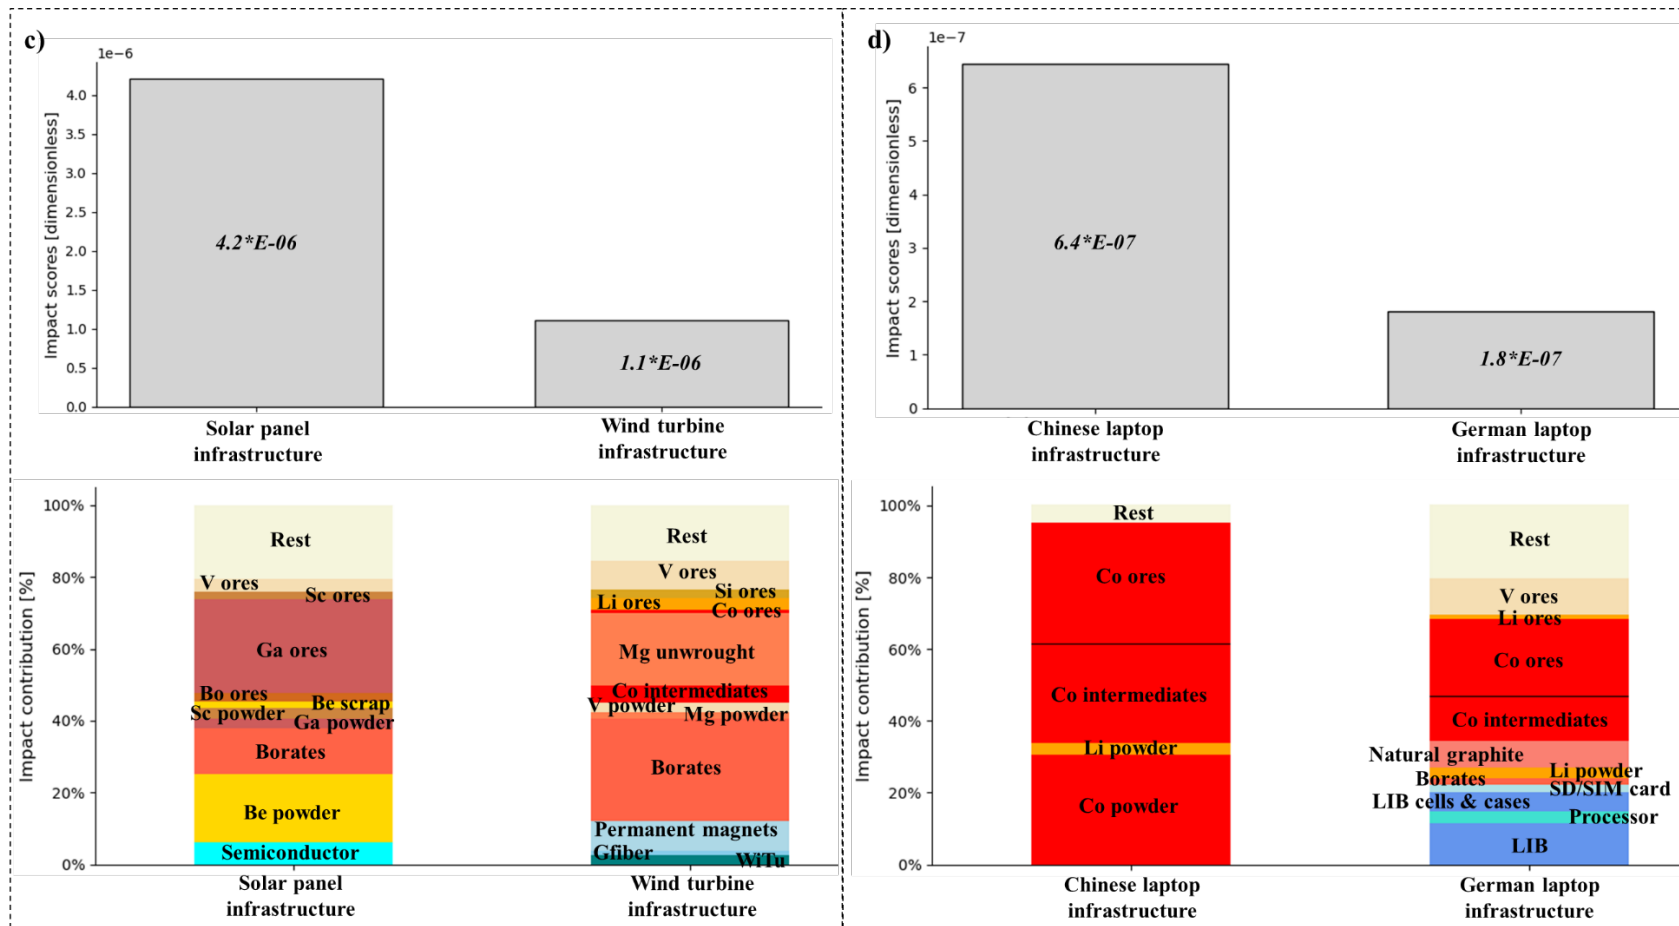 c)
1e−6
Impact scores [dimensionless]
4.0
3.5
3.0
2.5
2.0
1.5
1.0
0.5
0.0
4.2*E-06
1.1*E-06
Solar panel
infrastructure
Wind turbine
infrastructure
d)
1e−7
Impact scores [dimensionless]
6
5
4
3
2
1
0
6.4*E-07
1.8*E-07
Chinese laptop
infrastructure
German laptop
infrastructure
Impact contribution [%]
100%
80%
60%
40%
20%
0%
Rest
V ores
Sc ores
Ga ores
Bo ores
Be scrap
Sc powder
Ga powder
Borates
Be powder
Semiconductor
Solar panel
infrastructure
Rest
V ores
Si ores
Li ores
Co ores
Mg unwrought
Co intermediates
V powder
Mg powder
Borates
Permanent magnets
Gfiber
WiTu
Wind turbine
infrastructure
Impact contribution [%]
100%
80%
60%
40%
20%
0%
Rest
Co ores
Co intermediates
Li powder
Co powder
Chinese laptop
infrastructure
Rest
V ores
Li ores
Co ores
Co intermediates
Natural graphite
Li powder
Borates
SD/SIM card
LIB cells & cases
Processor
LIB
German laptop
infrastructure